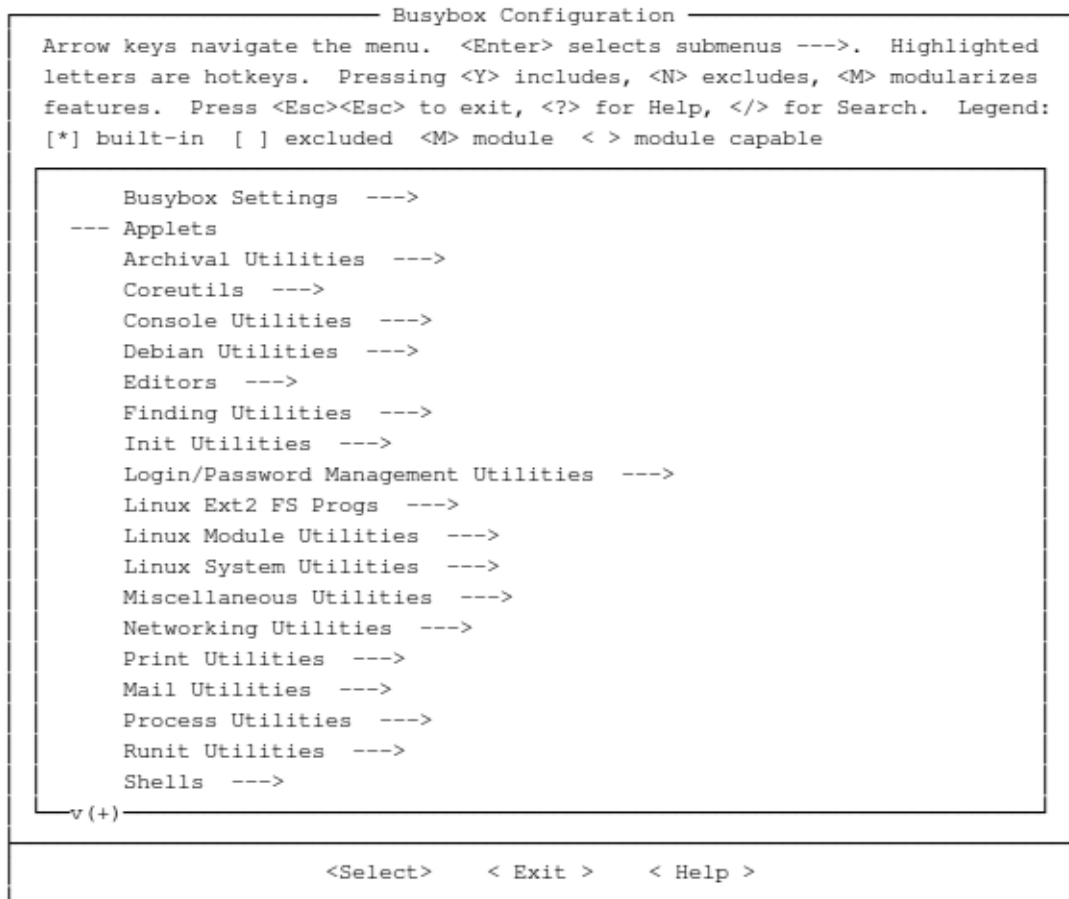 Busybox Configuration
Arrow keys navigate the menu.  <Enter> selects submenus --->.  Highlighted
letters are hotkeys.  Pressing <Y> includes, <N> excludes, <M> modularizes
features.  Press <Esc><Esc> to exit, <?> for Help, </> for Search.  Legend:
[*] built-in  [ ] excluded  <M> module  < > module capable
Busybox Settings  --->
--- Applets
Archival Utilities  --->
Coreutils  --->
Console Utilities  --->
Debian Utilities  --->
Editors  --->
Finding Utilities  --->
Init Utilities  --->
Login/Password Management Utilities  --->
Linux Ext2 FS Progs  --->
Linux Module Utilities  --->
Linux System Utilities  --->
Miscellaneous Utilities  --->
Networking Utilities  --->
Print Utilities  --->
Mail Utilities  --->
Process Utilities  --->
Runit Utilities  --->
Shells  --->
v(+)
<Select>    < Exit >    < Help >